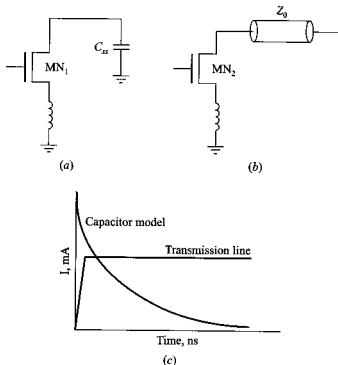 Z₀
Cₛₛ
MN₁
MN₂
(a)
(b)
Capacitor model
Transmission line
I, mA
Time, ns
(c)